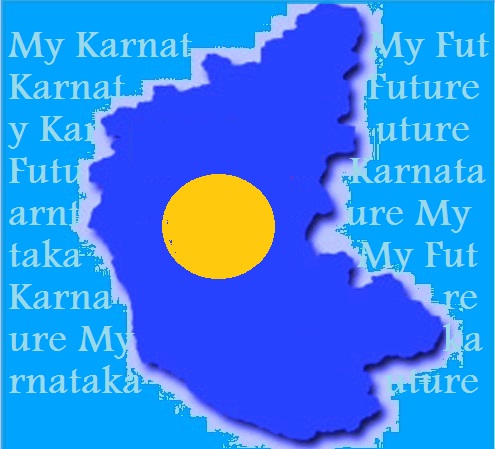 My Karnat My Fut
Karnat Future
y Kar uture
Futu Karnata
ure My
taka My Fut
Karna re
ure My ka
rnataka uture